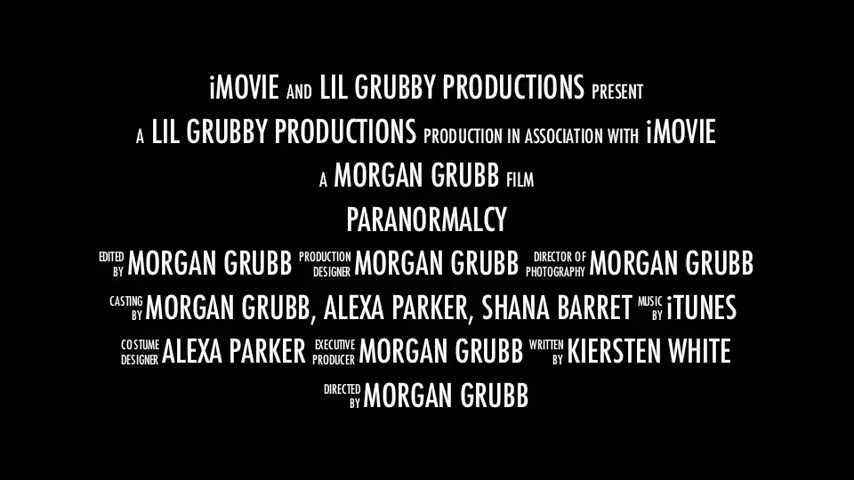 iMOVIE AND LIL GRUBBY PRODUCTIONS PRESENT
A LIL GRUBBY PRODUCTIONS PRODUCTION IN ASSOCIATION WITH iMOVIE
A MORGAN GRUBB FILM
PARANORMALCY
EDITED BY MORGAN GRUBB PRODUCTION DESIGNER MORGAN GRUBB DIRECTOR OF PHOTOGRAPHY MORGAN GRUBB
CASTING BY MORGAN GRUBB, ALEXA PARKER, SHANA BARRET MUSIC BY iTUNES
COSTUME DESIGNER ALEXA PARKER EXECUTIVE PRODUCER MORGAN GRUBB WRITTEN BY KIERSTEN WHITE
DIRECTED BY MORGAN GRUBB